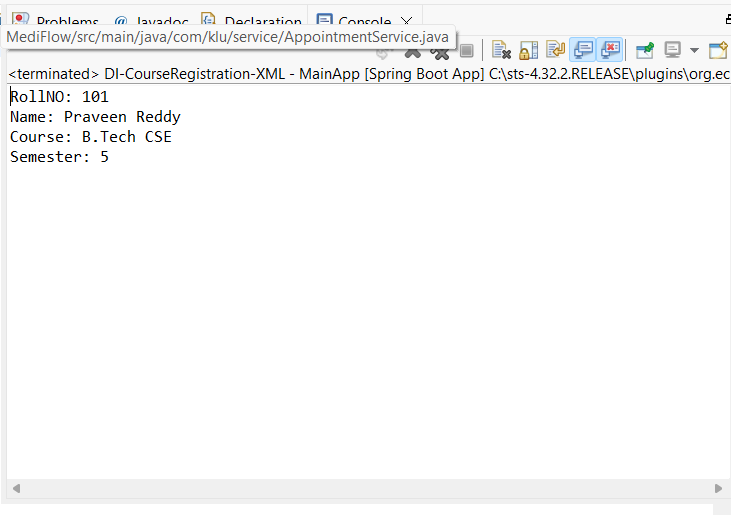 Problems @ Javadoc Declaration Console
MediFlow/src/main/java/com/klu/service/AppointmentService.java
<terminated> DI-CourseRegistration-XML - MainApp [Spring Boot App] C:\sts-4.32.2.RELEASE\plugins\org.ec
RollNO: 101
Name: Praveen Reddy
Course: B.Tech CSE
Semester: 5